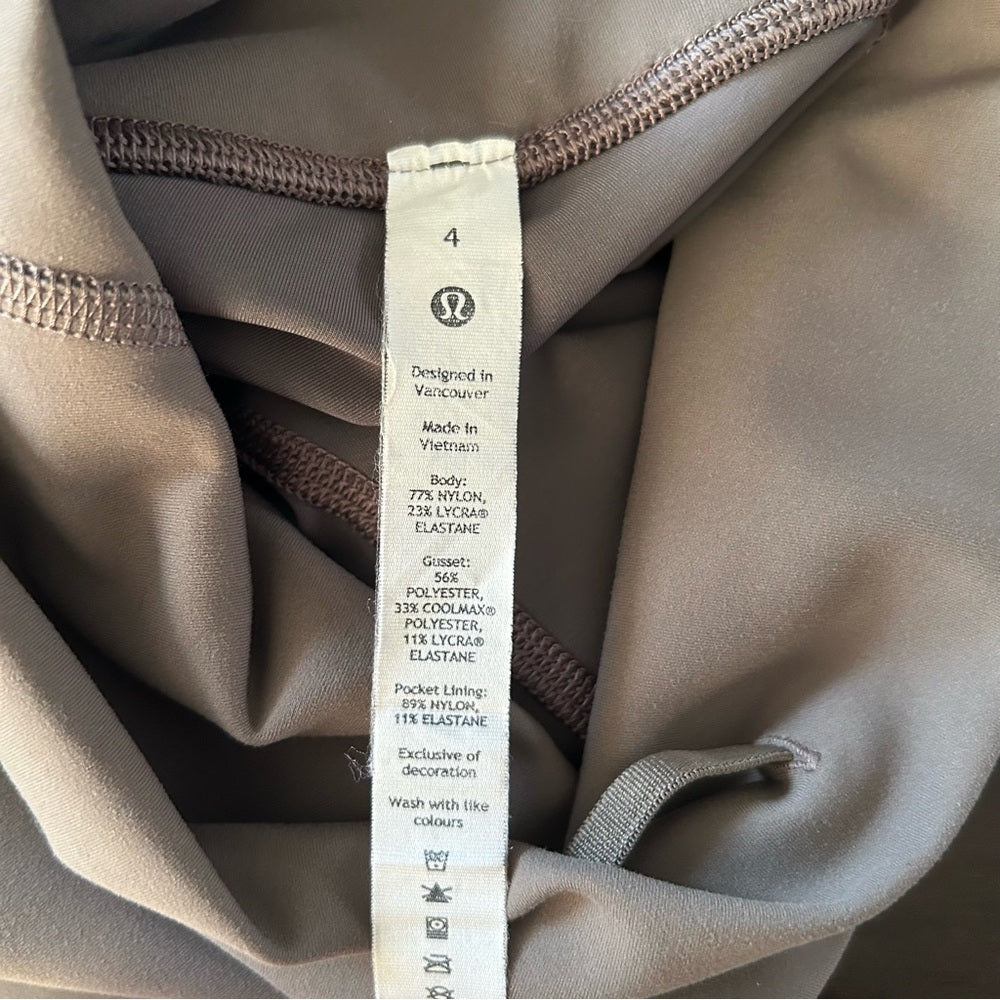 4
Designed in
Vancouver
Made in
Vietnam
Body:
77% NYLON,
23% LYCRA®
ELASTANE
Gusset:
56%
POLYESTER,
33% COOLMAX®
POLYESTER,
11% LYCRA®
ELASTANE
Pocket Lining:
89% NYLON,
11% ELASTANE
Exclusive of
decoration
Wash with like
colours